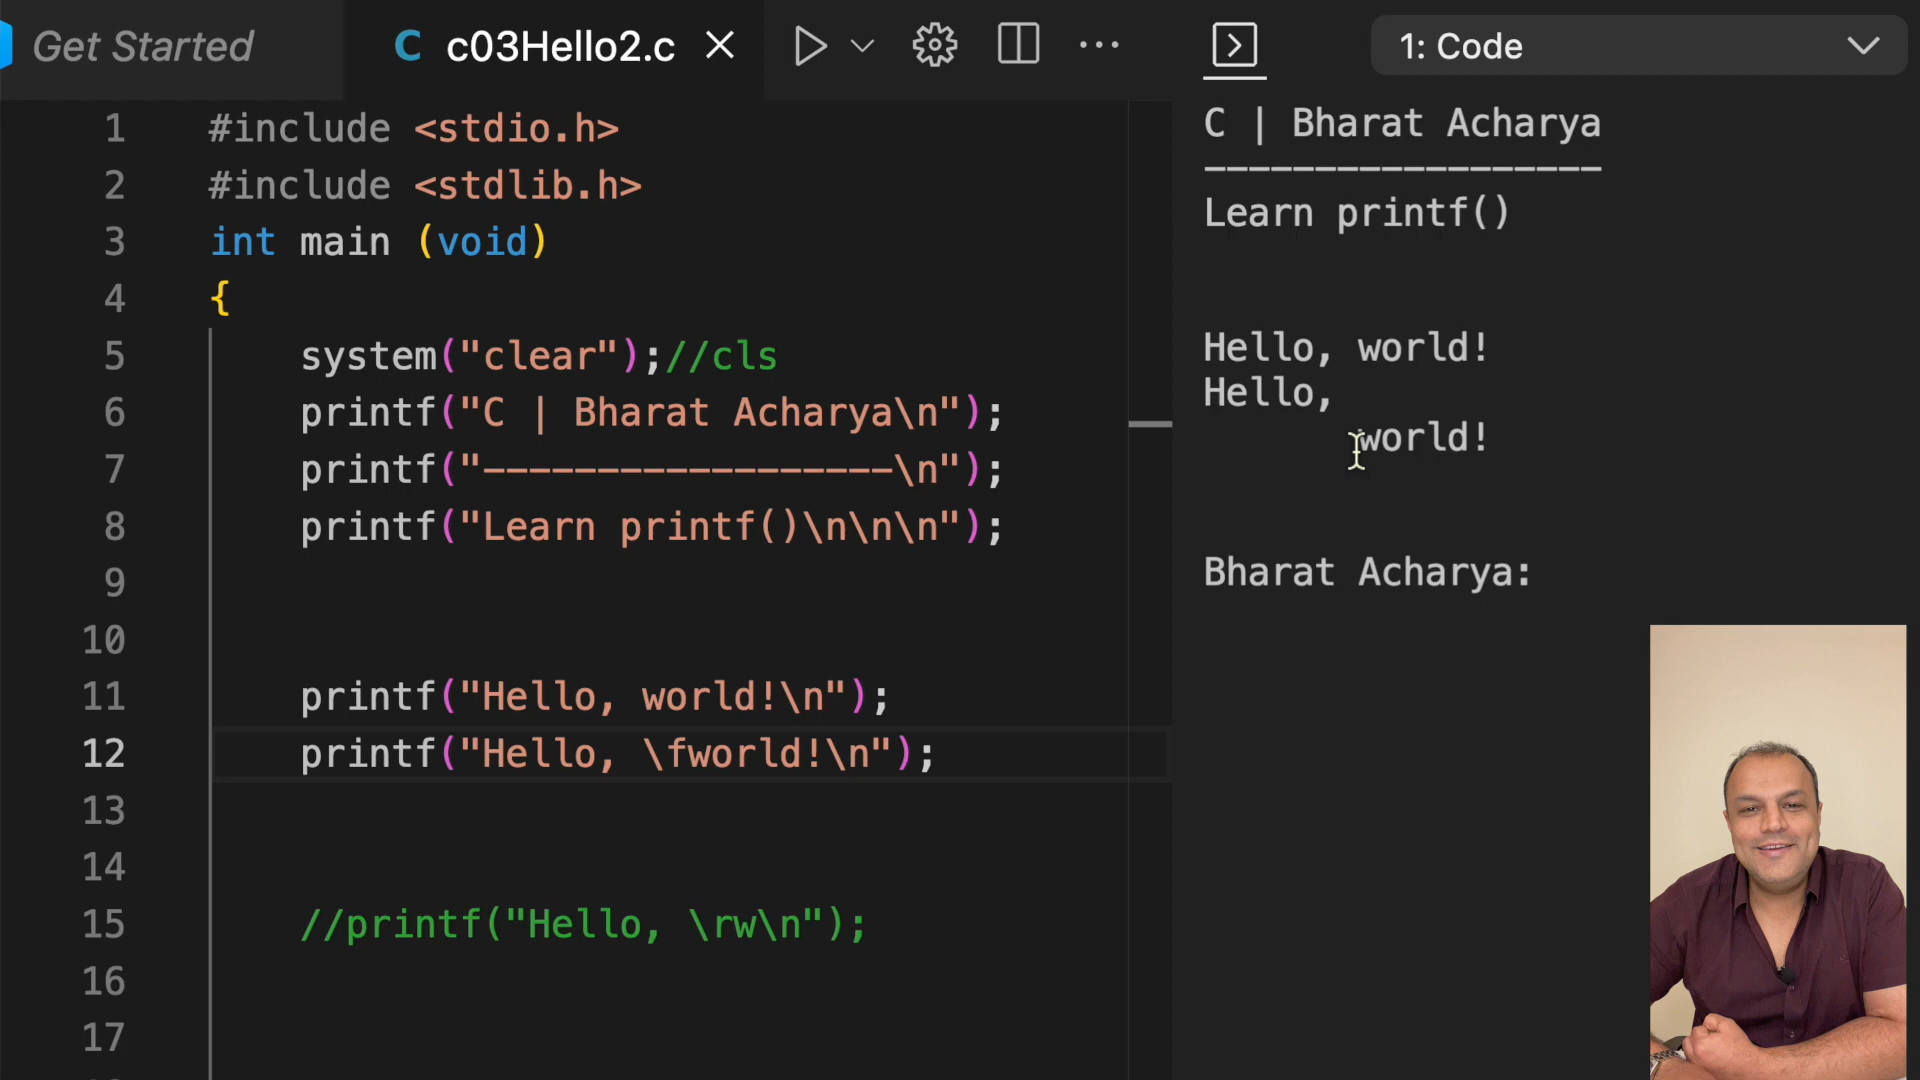 Get Started
C c03Hello2.c
1: Code
1 #include <stdio.h>
2 #include <stdlib.h>
3 int main (void)
4 {
5 system("clear");//cls
6 printf("C | Bharat Acharya\n");
7 printf("------------------\n");
8 printf("Learn printf()\n\n\n");
9
10
11 printf("Hello, world!\n");
12 printf("Hello, \fworld!\n");
13
14
15 //printf("Hello, \rw\n");
16
17
C | Bharat Acharya
------------------
Learn printf()
Hello, world!
Hello,
world!
Bharat Acharya: